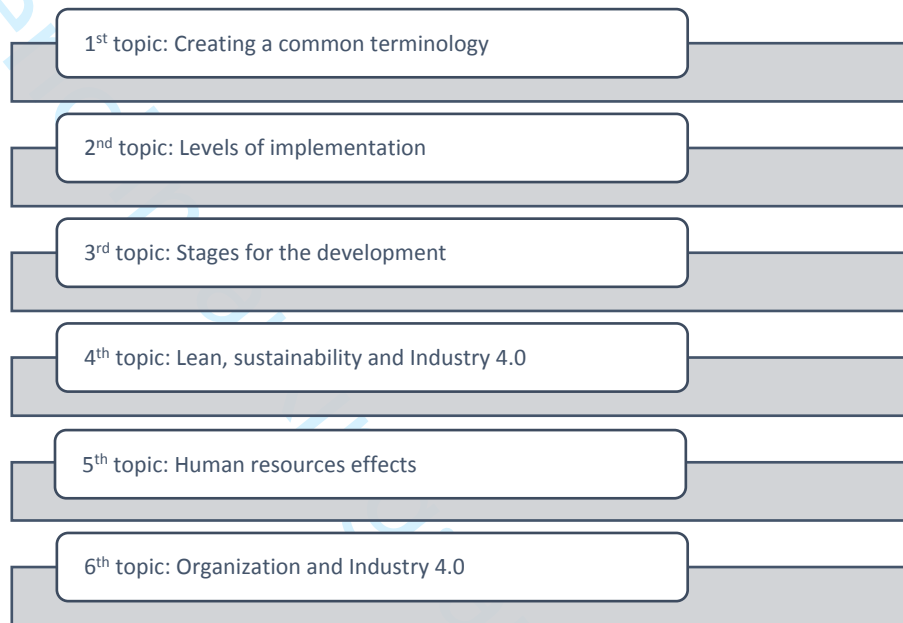 1st topic: Creating a common terminology
2nd topic: Levels of implementation
3rd topic: Stages for the development
4th topic: Lean, sustainability and Industry 4.0
5th topic: Human resources effects
6th topic: Organization and Industry 4.0